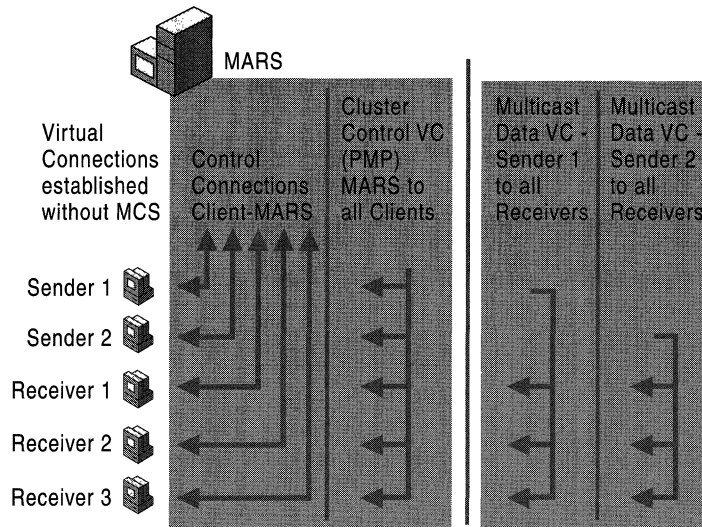 MARS
Virtual
Connections
established
without MCS
Control
Connections
Client-MARS
Cluster
Control VC
(PMP)
MARS to
all Clients
Multicast
Data VC -
Sender 1
to all
Receivers
Multicast
Data VC -
Sender 2
to all
Receivers
Sender 1
Sender 2
Receiver 1
Receiver 2
Receiver 3